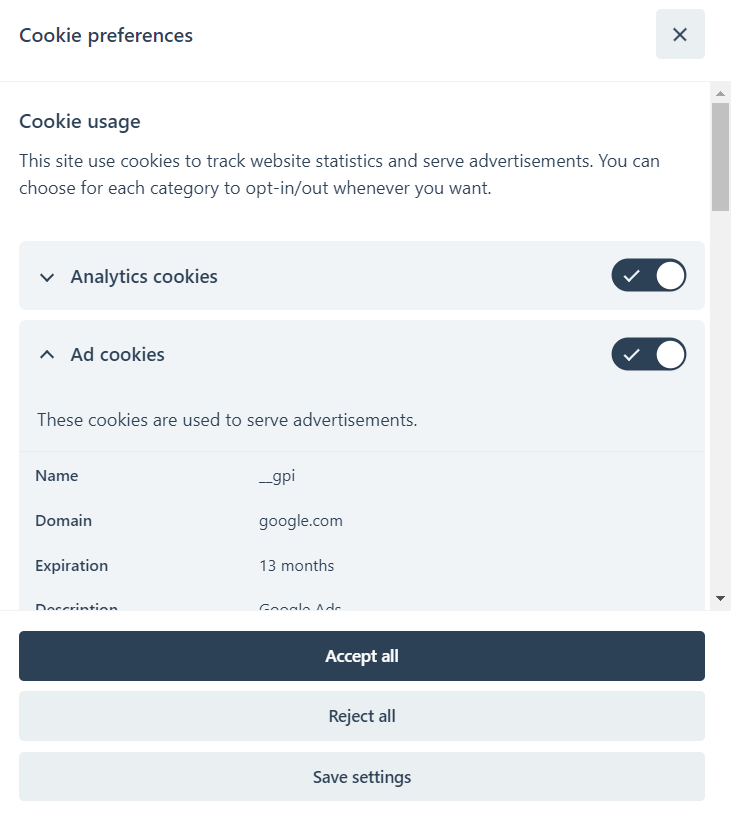 Cookie preferences
Cookie usage
This site use cookies to track website statistics and serve advertisements. You can
choose for each category to opt-in/out whenever you want.
Analytics cookies
Ad cookies
These cookies are used to serve advertisements.
Name __gpi
Domain google.com
Expiration 13 months
Description Google Ads
Accept all
Reject all
Save settings